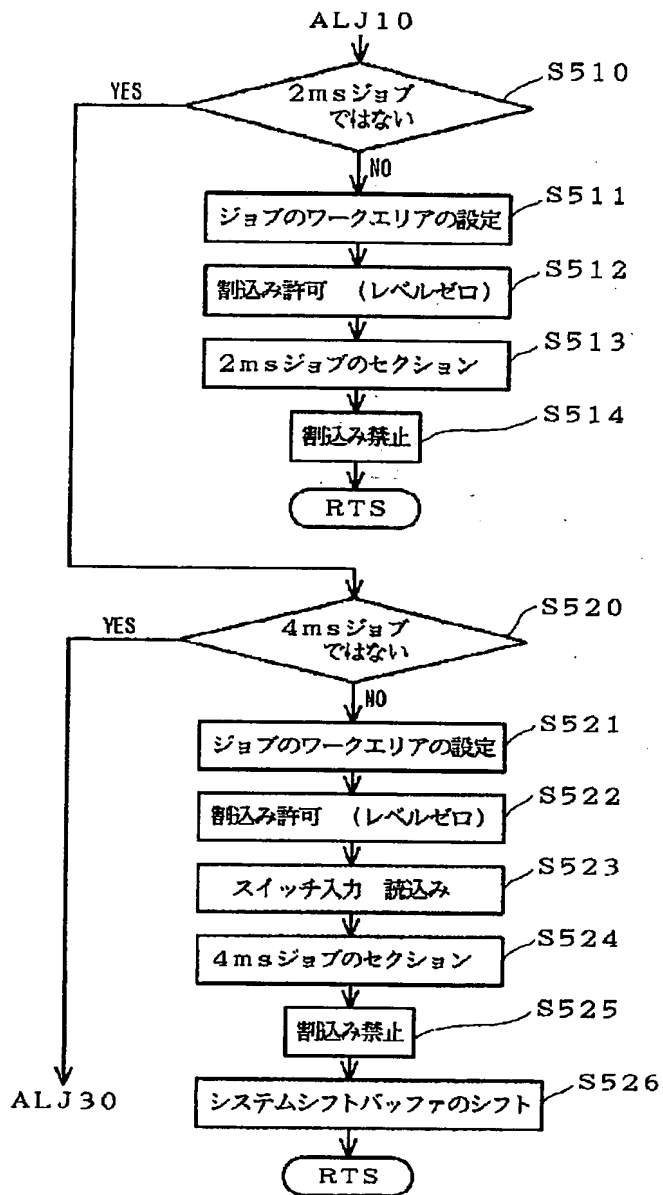 ALJ10
S510
YES
2msジョブ
ではない
NO
S511
ジョブのワークエリアの設定
S512
割込み許可 (レベルゼロ)
S513
2msジョブのセクション
S514
割込み禁止
RTS
S520
YES
4msジョブ
ではない
NO
S521
ジョブのワークエリアの設定
S522
割込み許可 (レベルゼロ)
S523
スイッチ入力 読込み
S524
4msジョブのセクション
S525
割込み禁止
S526
ALJ30
システムシフトバッファのシフト
RTS